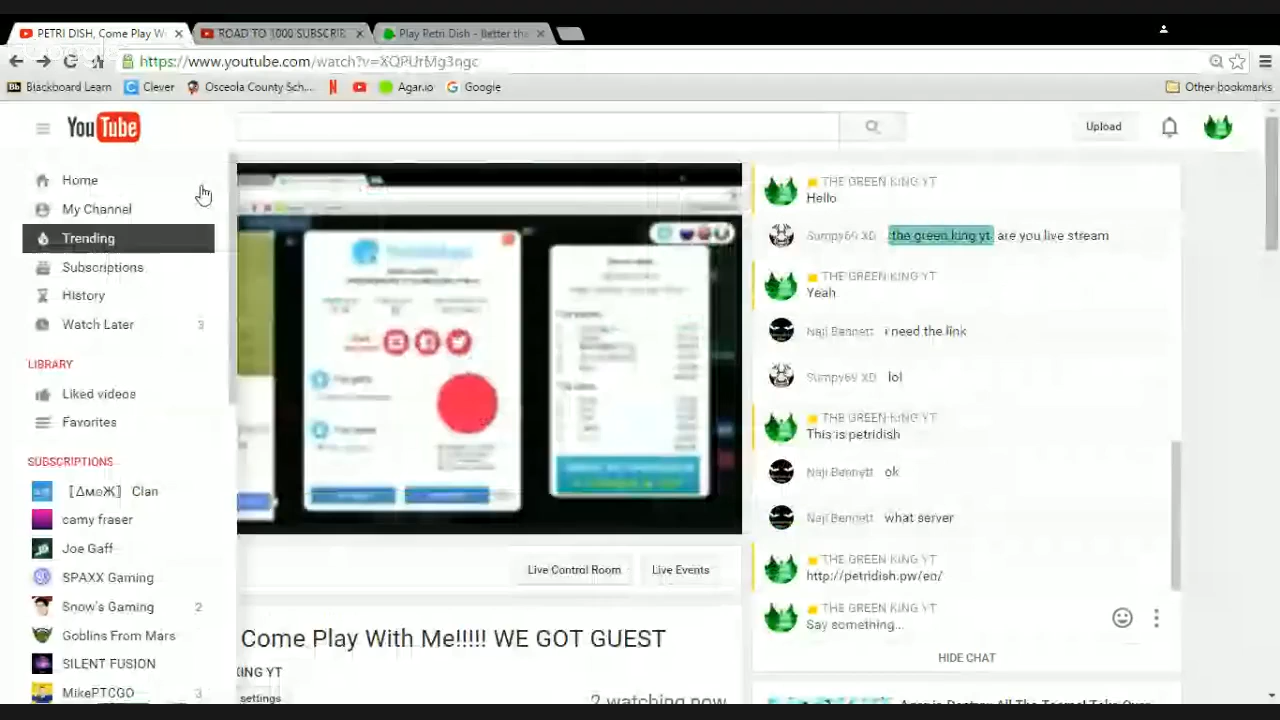 PETRI DISH, Come Play W
ROAD TO 1000 SUBSCRIB
Play Petri Dish - Better tha
https://www.youtube.com/watch?v=XQPUrMg3ngc
Blackboard Learn
Clever
Osceola County Sch...
Agar.io
Google
Other bookmarks
YouTube
Upload
Home
My Channel
Trending
Subscriptions
History
Watch Later 3
LIBRARY
Liked videos
Favorites
SUBSCRIPTIONS
Clan
camy fraser
Joe Gaff
SPAXX Gaming
Snow's Gaming 2
Goblins From Mars
SILENT FUSION
MikePTCGO 3
THE GREEN KING YT
Hello
Sumpy69 XD the green king yt are you live stream
THE GREEN KING YT
Yeah
Naji Bennett i need the link
Sumpy69 XD lol
THE GREEN KING YT
This is petridish
Naji Bennett ok
Naji Bennett what server
THE GREEN KING YT
http://petridish.pw/en/
THE GREEN KING YT
Say something...
HIDE CHAT
Live Control Room
Live Events
Come Play With Me!!!!! WE GOT GUEST
KING YT
settings
2 watching now